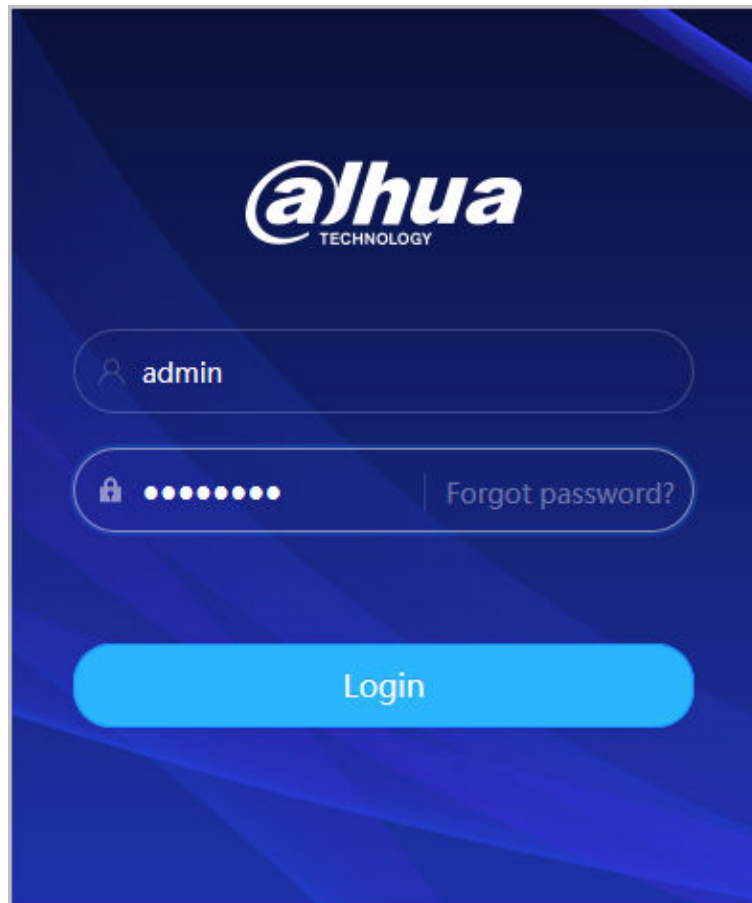 alhua
TECHNOLOGY
admin
●●●●●●●●
Forgot password?
Login